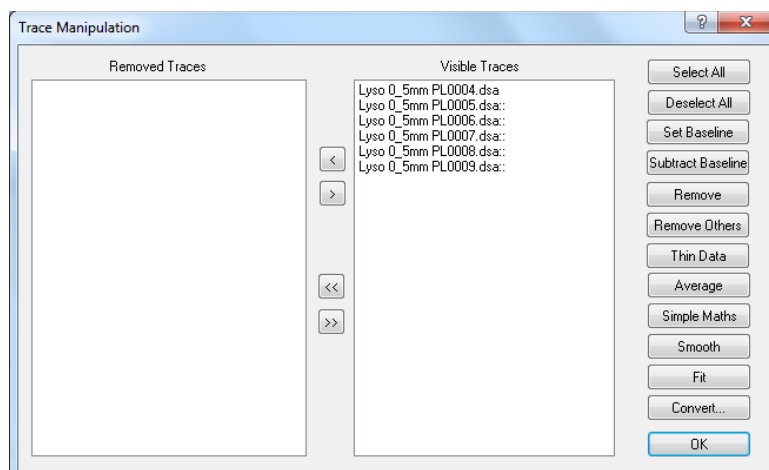 Trace Manipulation
?
X
Removed Traces
Visible Traces
Lyso 0_5mm PL0004.dsa
Lyso 0_5mm PL0005.dsa::
Lyso 0_5mm PL0006.dsa::
Lyso 0_5mm PL0007.dsa::
Lyso 0_5mm PL0008.dsa::
Lyso 0_5mm PL0009.dsa::
<
>
<<
>>
Select All
Deselect All
Set Baseline
Subtract Baseline
Remove
Remove Others
Thin Data
Average
Simple Maths
Smooth
Fit
Convert...
OK